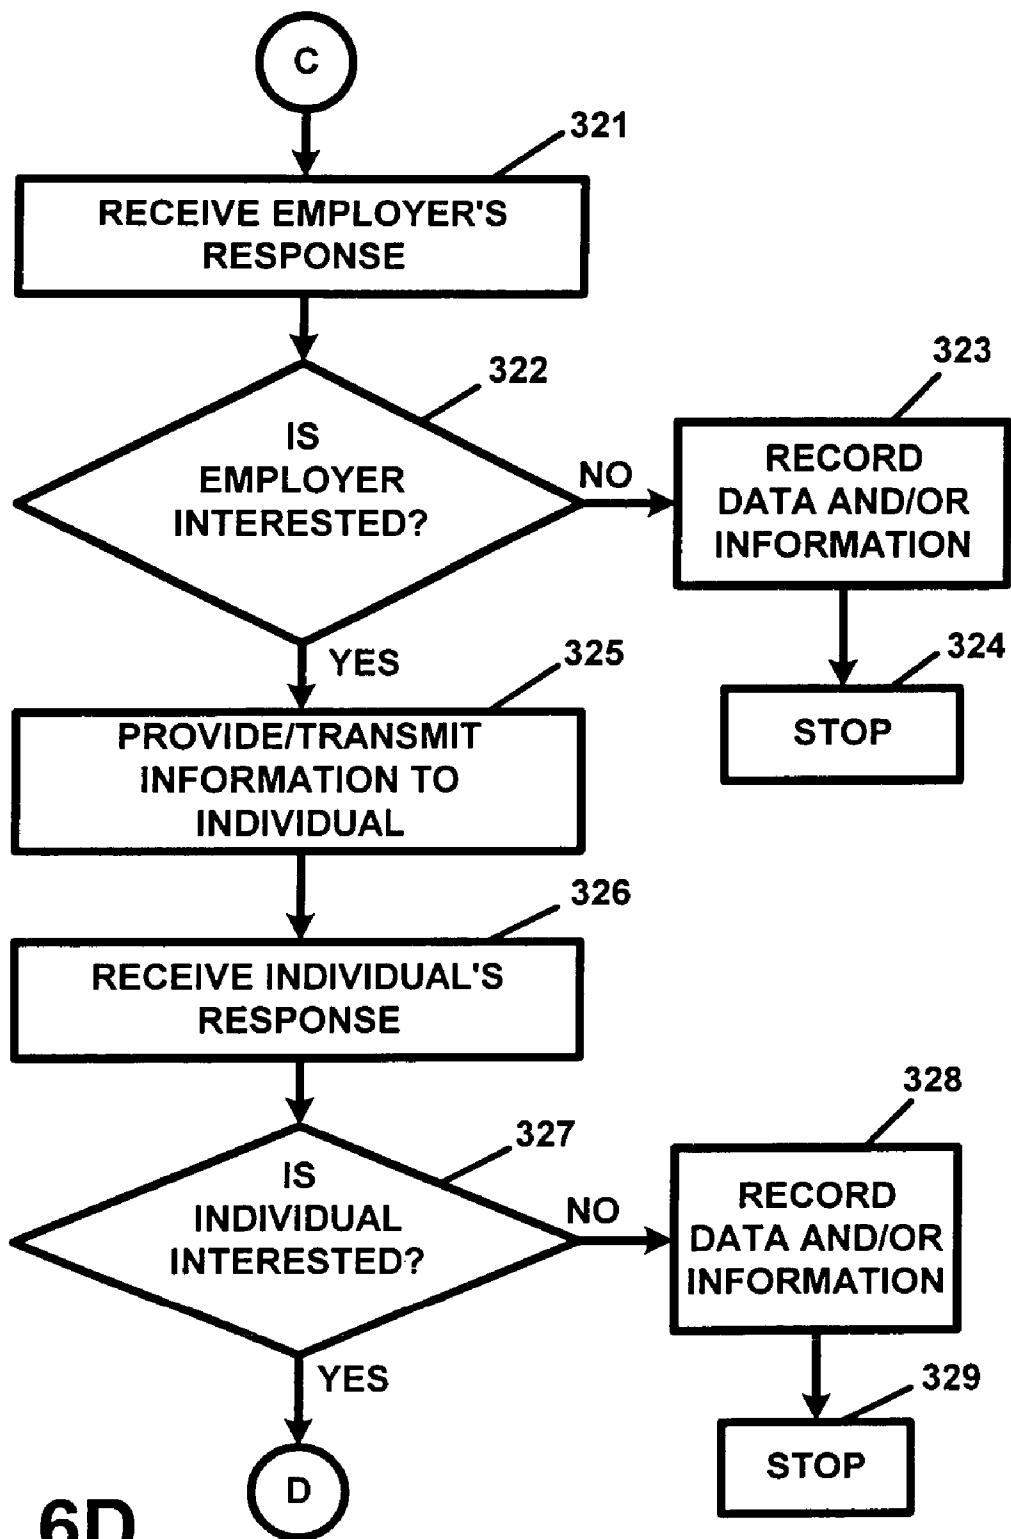 C
321
RECEIVE EMPLOYER'S
RESPONSE
322
IS
EMPLOYER
INTERESTED?
NO
323
RECORD
DATA AND/OR
INFORMATION
324
STOP
YES
325
PROVIDE/TRANSMIT
INFORMATION TO
INDIVIDUAL
326
RECEIVE INDIVIDUAL'S
RESPONSE
327
IS
INDIVIDUAL
INTERESTED?
NO
328
RECORD
DATA AND/OR
INFORMATION
329
STOP
YES
D
6D